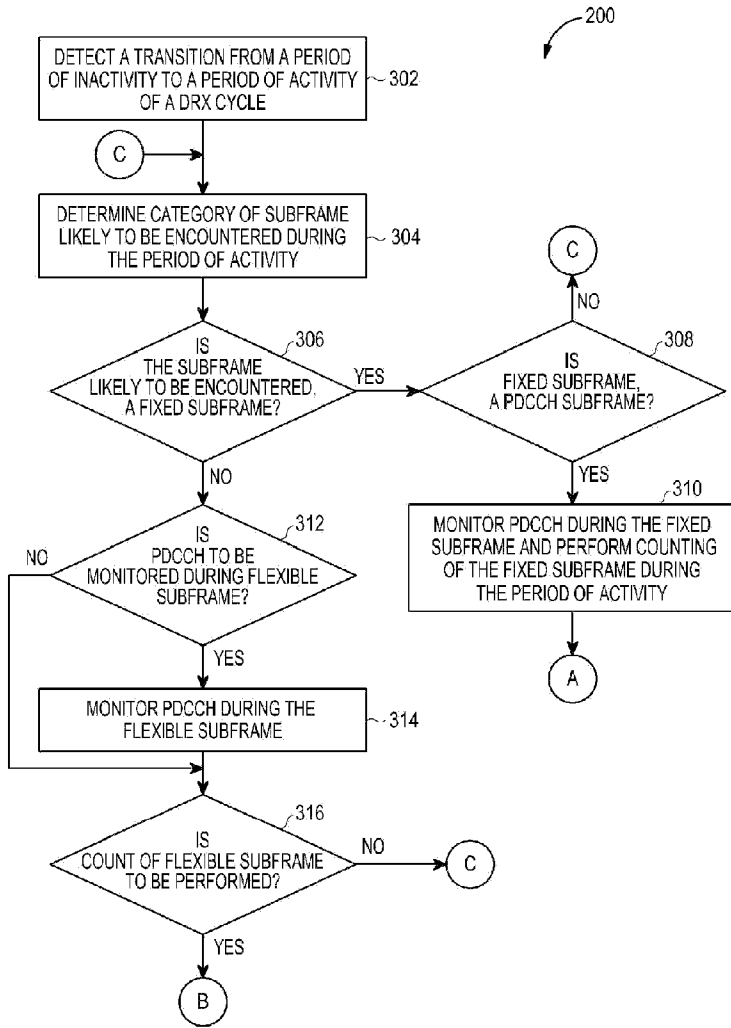 200
DETECT A TRANSITION FROM A PERIOD
OF INACTIVITY TO A PERIOD OF ACTIVITY
OF A DRX CYCLE
302
C
DETERMINE CATEGORY OF SUBFRAME
LIKELY TO BE ENCOUNTERED DURING
THE PERIOD OF ACTIVITY
304
C
NO
306
IS
THE SUBFRAME
LIKELY TO BE ENCOUNTERED,
A FIXED SUBFRAME?
YES
308
IS
FIXED SUBFRAME,
A PDCCH SUBFRAME?
NO
YES
310
MONITOR PDCCH DURING THE FIXED
SUBFRAME AND PERFORM COUNTING
OF THE FIXED SUBFRAME DURING
THE PERIOD OF ACTIVITY
A
312
IS
PDCCH TO BE
MONITORED DURING FLEXIBLE
SUBFRAME?
NO
YES
MONITOR PDCCH DURING THE
FLEXIBLE SUBFRAME
314
316
IS
COUNT OF FLEXIBLE SUBFRAME
TO BE PERFORMED?
NO
C
YES
B